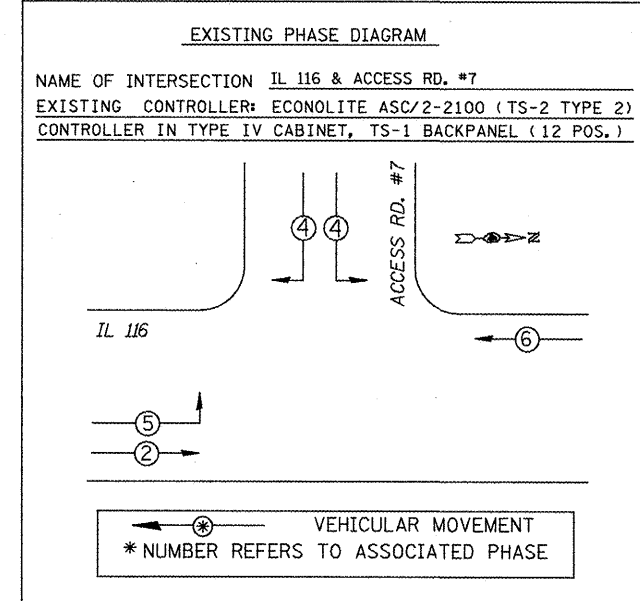 EXISTING PHASE DIAGRAM
NAME OF INTERSECTION IL 116 & ACCESS RD. #7
EXISTING CONTROLLER: ECONOLITE ASC/2-2100 (TS-2 TYPE 2)
CONTROLLER IN TYPE IV CABINET, TS-1 BACKPANEL (12 POS.)
4 4
ACCESS RD. #7
N
IL 116
6
5
2
* VEHICULAR MOVEMENT
* NUMBER REFERS TO ASSOCIATED PHASE